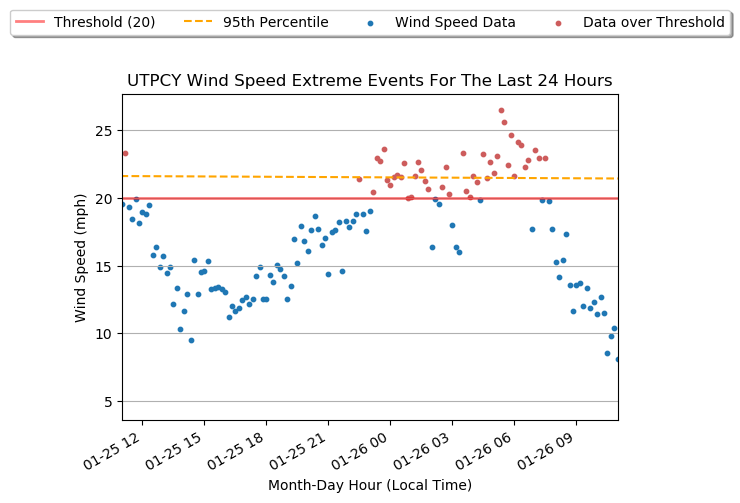 Threshold (20) 95th Percentile Wind Speed Data Data over Threshold
UTPCY Wind Speed Extreme Events For The Last 24 Hours
25
20
15
10
5
Wind Speed (mph)
01-25 12 01-25 15 01-25 18 01-25 21 01-26 00 01-26 03 01-26 06 01-26 09
Month-Day Hour (Local Time)